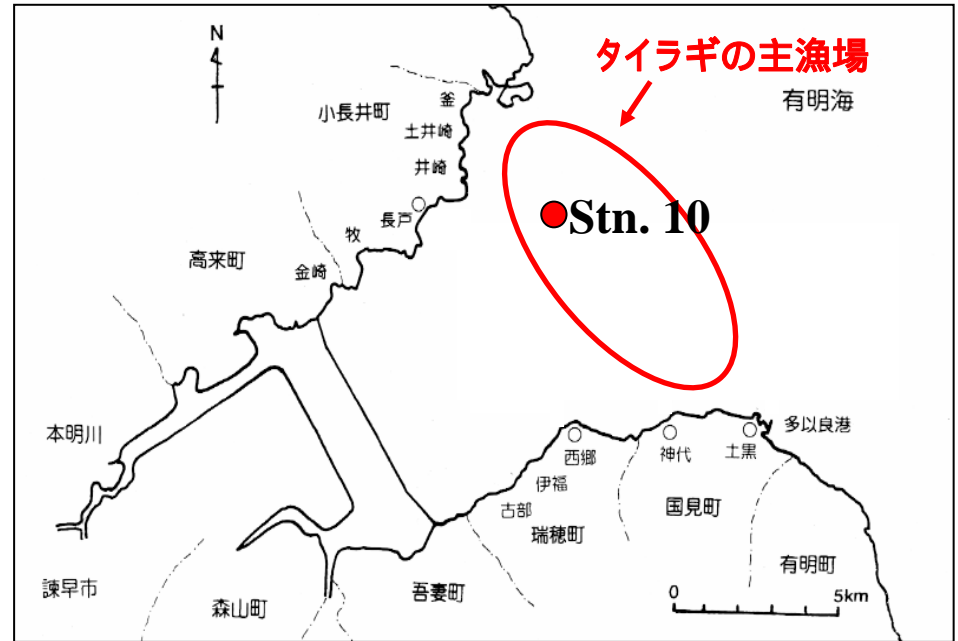 タイラギの主漁場
N
有明海
釜
小長井町
土井崎
井崎
Stn. 10
長戸
牧
高来町
金崎
多以良港
本明川
西郷
神代
土黒
伊福
古部
国見町
瑞穂町
有明町
諫早市
吾妻町
森山町
0
5km